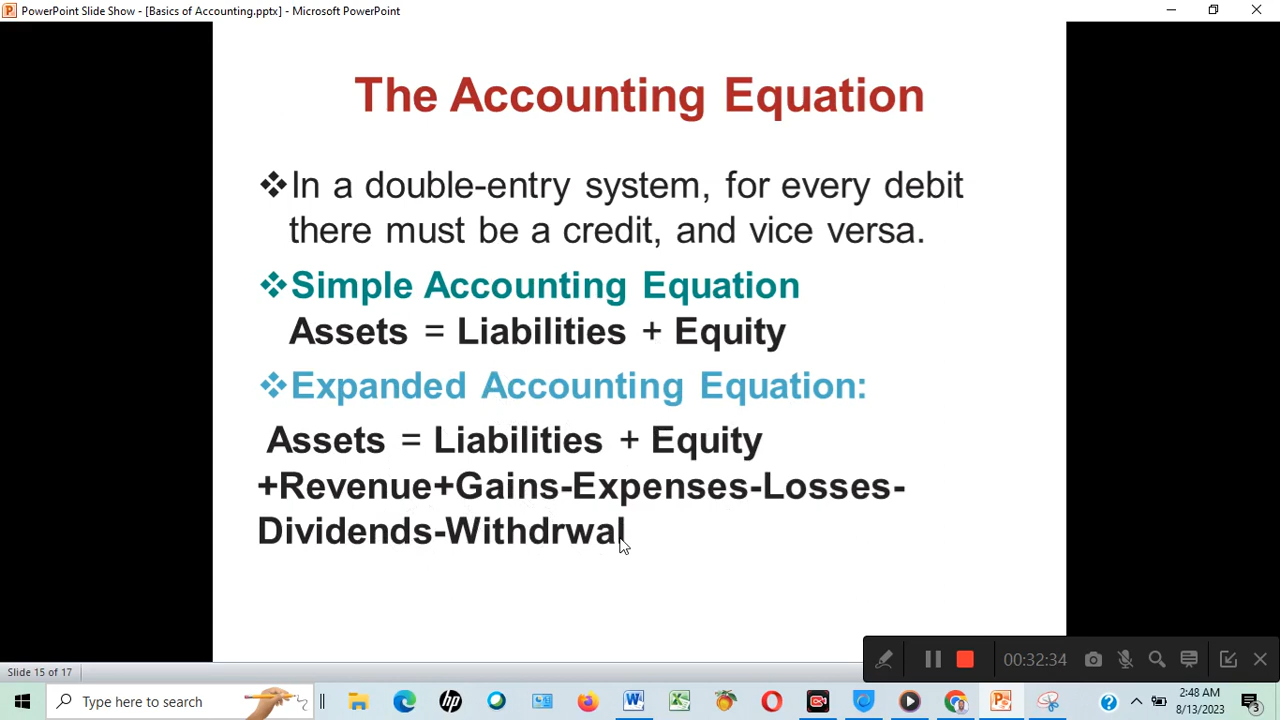 PowerPoint Slide Show - [Basics of Accounting.pptx] - Microsoft PowerPoint
The Accounting Equation
❖In a double-entry system, for every debit
there must be a credit, and vice versa.
❖Simple Accounting Equation
Assets = Liabilities + Equity
❖Expanded Accounting Equation:
Assets = Liabilities + Equity
+Revenue+Gains-Expenses-Losses-
Dividends-Withdrwal
00:32:34
Slide 15 of 17
Type here to search
2:48 AM
8/13/2023
3